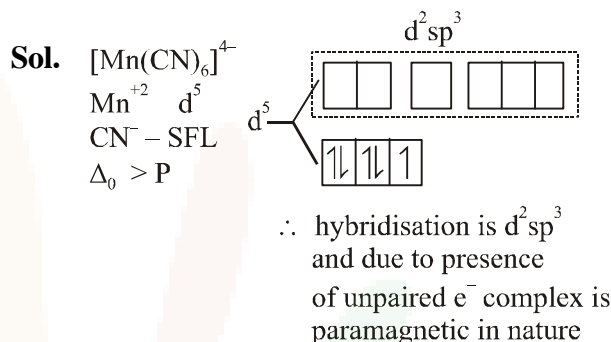 d²sp³
Sol. [Mn(CN)₆]⁴⁻
Mn⁺² d⁵
CN⁻ – SFL
Δ₀ > P
d⁵
⥮ ⥮ 1
∴ hybridisation is d²sp³
and due to presence
of unpaired e⁻ complex is
paramagnetic in nature